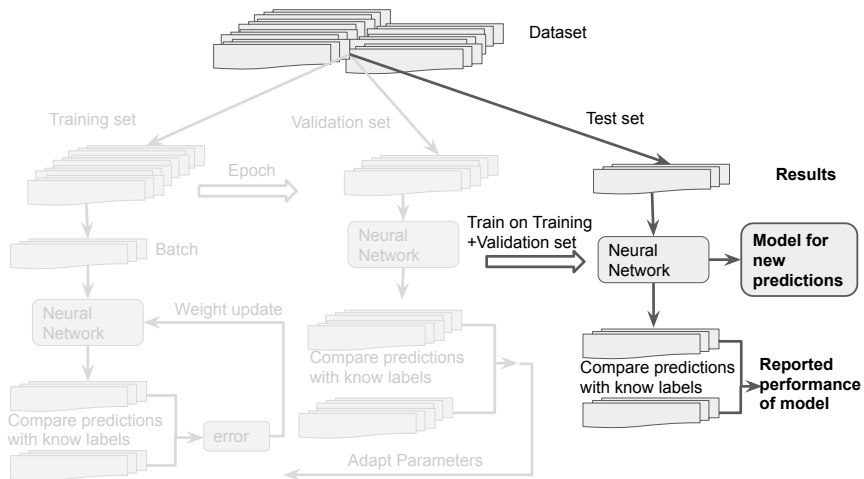 Dataset
Training set
Validation set
Test set
Epoch
Results
Batch
Neural
Network
Train on Training
+Validation set
Neural
Network
Model for
new
predictions
Neural
Network
Weight update
Compare predictions
with know labels
Compare predictions
with know labels
Reported
performance
of model
Compare predictions
with know labels
error
Adapt Parameters